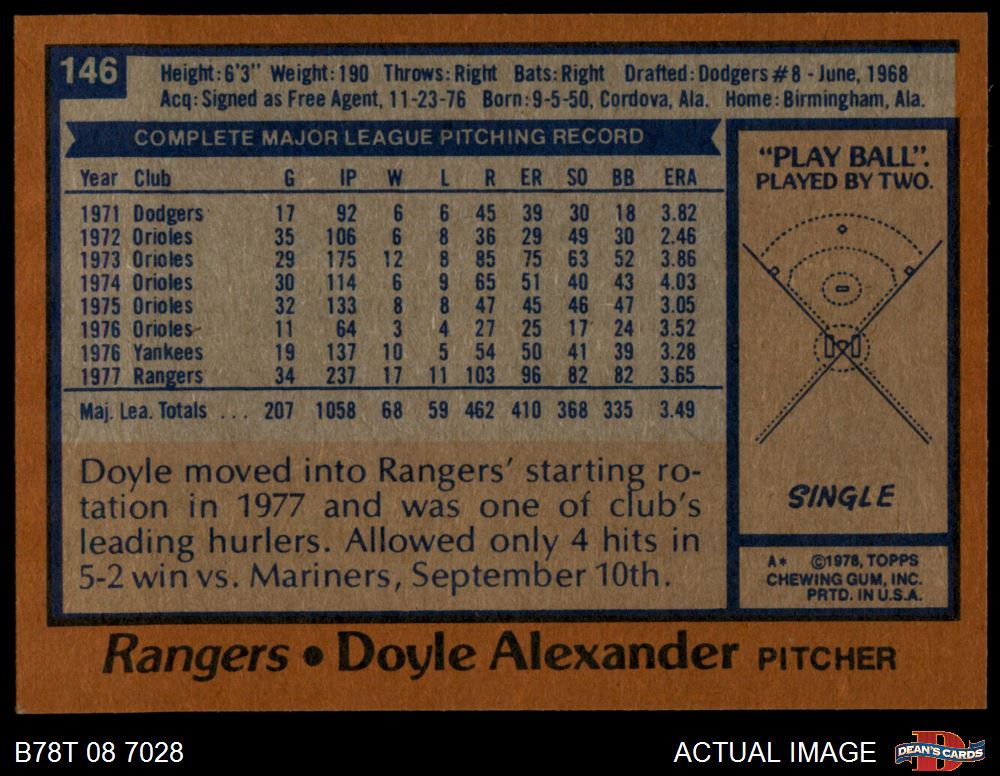 146
Height:6'3" Weight:190 Throws:Right Bats:Right Drafted:Dodgers #8 - June, 1968
Acq:Signed as Free Agent, 11-23-76 Born:9-5-50, Cordova, Ala. Home:Birmingham, Ala.
COMPLETE MAJOR LEAGUE PITCHING RECORD
Year Club G IP W L R ER SO BB ERA
1971 Dodgers 17 92 6 6 45 39 30 18 3.82
1972 Orioles 35 106 6 8 36 29 49 30 2.46
1973 Orioles 29 175 12 8 85 75 63 52 3.86
1974 Orioles 30 114 6 9 65 51 40 43 4.03
1975 Orioles 32 133 8 8 47 45 46 47 3.05
1976 Orioles 11 64 3 4 27 25 17 24 3.52
1976 Yankees 19 137 10 5 54 50 41 39 3.28
1977 Rangers 34 237 17 11 103 96 82 82 3.65
Maj. Lea. Totals ... 207 1058 68 59 462 410 368 335 3.49
Doyle moved into Rangers' starting ro-
tation in 1977 and was one of club's
leading hurlers. Allowed only 4 hits in
5-2 win vs. Mariners, September 10th.
"PLAY BALL".
PLAYED BY TWO.
SINGLE
A* ©1978, TOPPS
CHEWING GUM, INC.
PRTD. IN U.S.A.
Rangers • Doyle Alexander PITCHER
B78T 08 7028
ACTUAL IMAGE
DEAN'S CARDS